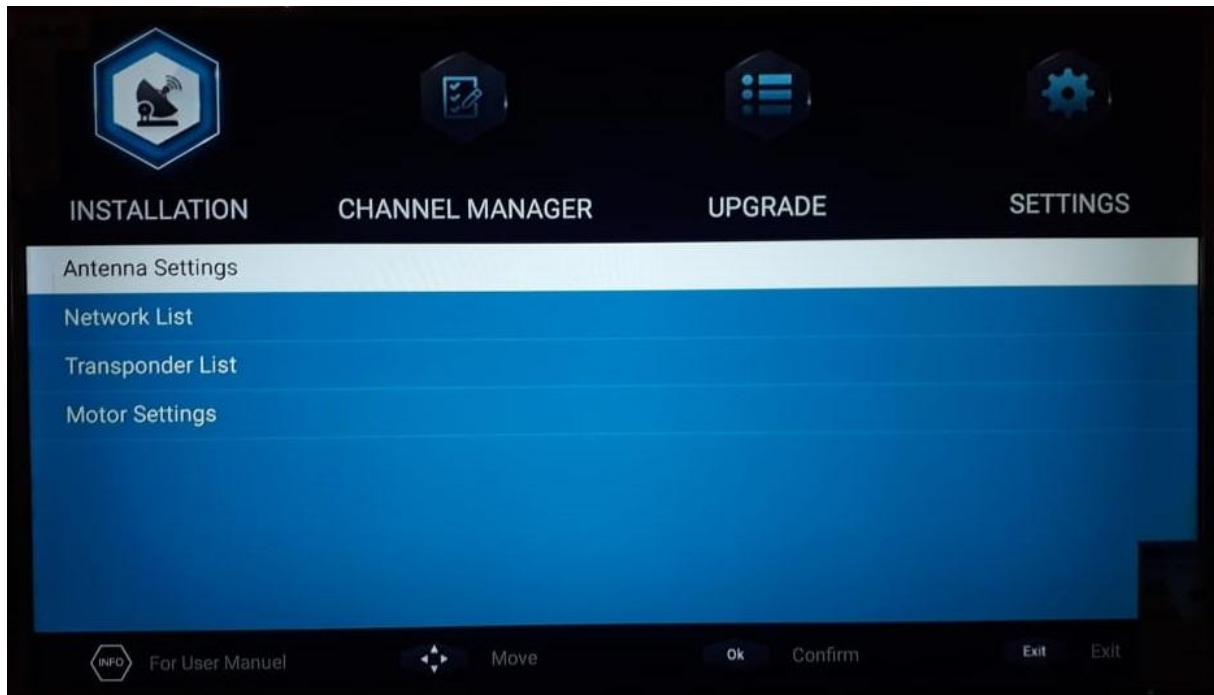 INSTALLATION CHANNEL MANAGER UPGRADE SETTINGS
Antenna Settings
Network List
Transponder List
Motor Settings
INFO For User Manuel Move Ok Confirm Exit Exit